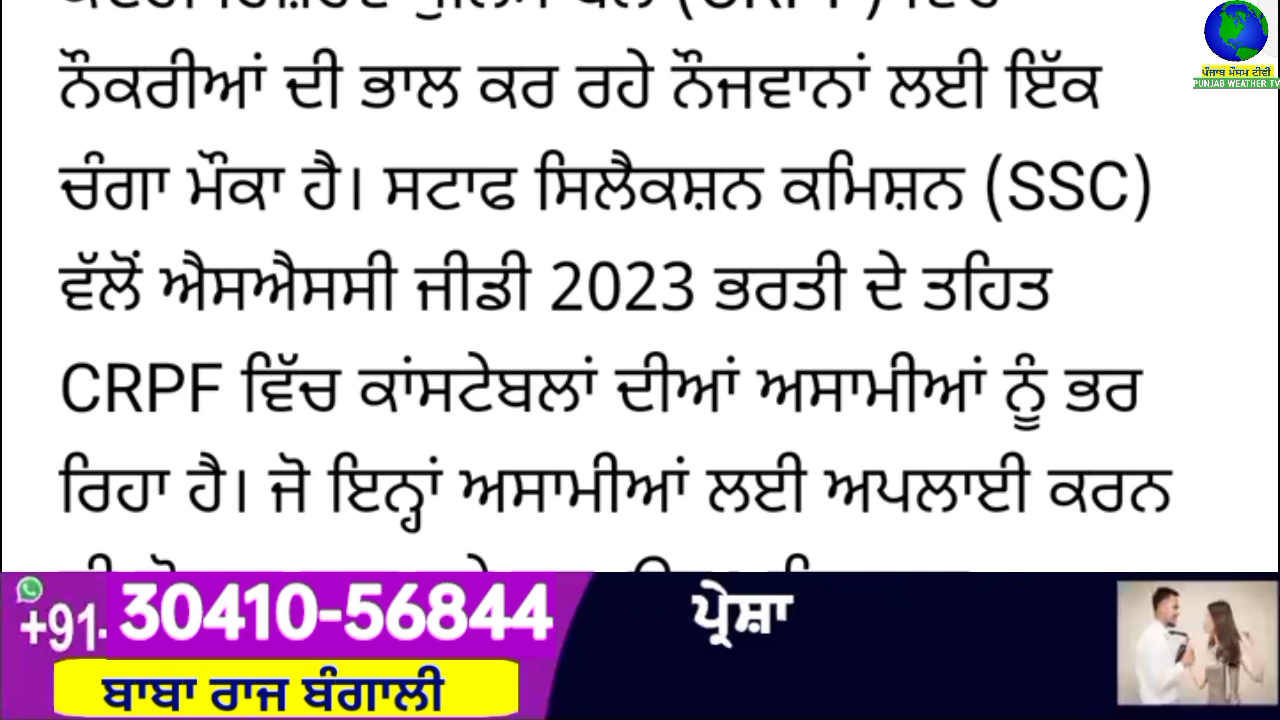 ਨੌਕਰੀਆਂ ਦੀ ਭਾਲ ਕਰ ਰਹੇ ਨੌਜਵਾਨਾਂ ਲਈ ਇੱਕ
ਚੰਗਾ ਮੌਕਾ ਹੈ। ਸਟਾਫ ਸਿਲੈਕਸ਼ਨ ਕਮਿਸ਼ਨ (SSC)
ਵੱਲੋਂ ਐਸਐਸਸੀ ਜੀਡੀ 2023 ਭਰਤੀ ਦੇ ਤਹਿਤ
CRPF ਵਿੱਚ ਕਾਂਸਟੇਬਲਾਂ ਦੀਆਂ ਅਸਾਮੀਆਂ ਨੂੰ ਭਰ
ਰਿਹਾ ਹੈ। ਜੋ ਇਨ੍ਹਾਂ ਅਸਾਮੀਆਂ ਲਈ ਅਪਲਾਈ ਕਰਨ
ਪੰਜਾਬ ਮੌਸਮ ਟੀਵੀ
PUNJAB WEATHER TV
+91- 30410-56844
ਬਾਬਾ ਰਾਜ ਬੰਗਾਲੀ
ਪ੍ਰੇਸ਼ਾ